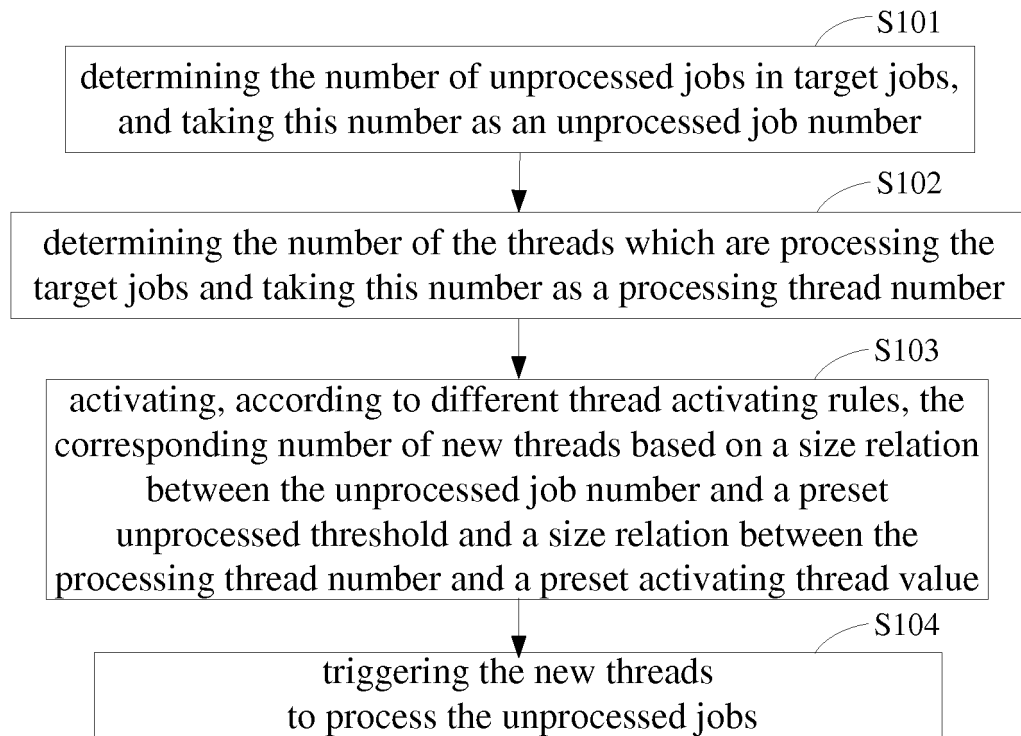 S101
determining the number of unprocessed jobs in target jobs,
and taking this number as an unprocessed job number
S102
determining the number of the threads which are processing the
target jobs and taking this number as a processing thread number
S103
activating, according to different thread activating rules, the
corresponding number of new threads based on a size relation
between the unprocessed job number and a preset
unprocessed threshold and a size relation between the
processing thread number and a preset activating thread value
S104
triggering the new threads
to process the unprocessed jobs